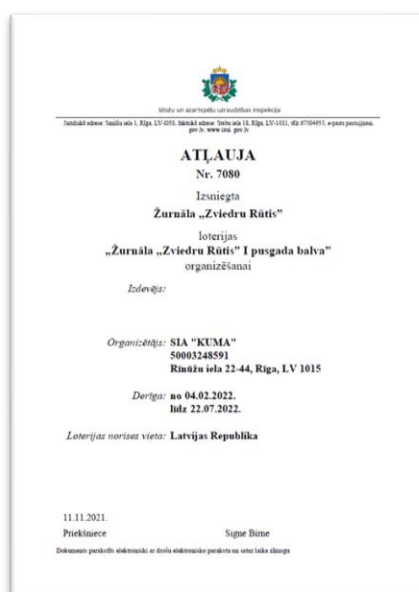 Izložu un azartspēļu uzraudzības inspekcija
ATĻAUJA
Nr. 7080
Izsniegta
Žurnāla „Zviedru Rūtis”
loterijas
„Žurnāla „Zviedru Rūtis” I pusgada balva”
organizēšanai
Izdevējs:
Organizētājs: SIA "KUMA"
50003248591
Rīnūžu iela 22-44, Rīga, LV 1015
Derīga: no 04.02.2022.
līdz 22.07.2022.
Loterijas norises vieta: Latvijas Republika
11.11.2021.
Priekšniece Signe Birne
Dokuments parakstīts elektroniski ar drošu elektronisko parakstu un satur laika zīmogu